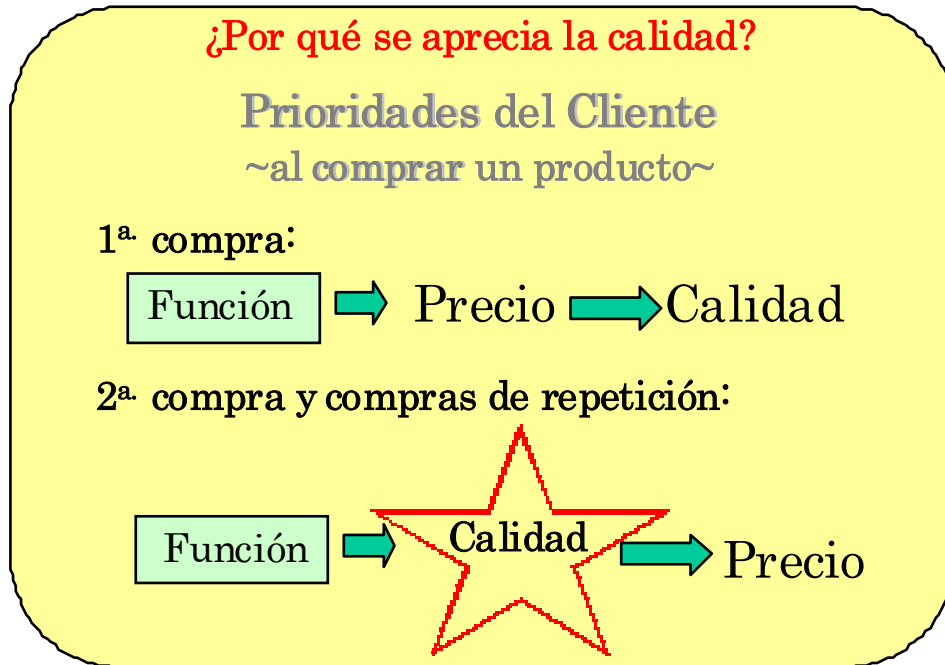 ¿Por qué se aprecia la calidad?
Prioridades del Cliente
~al comprar un producto~
1ª. compra:
Función Precio Calidad
2ª. compra y compras de repetición:
Función Calidad Precio